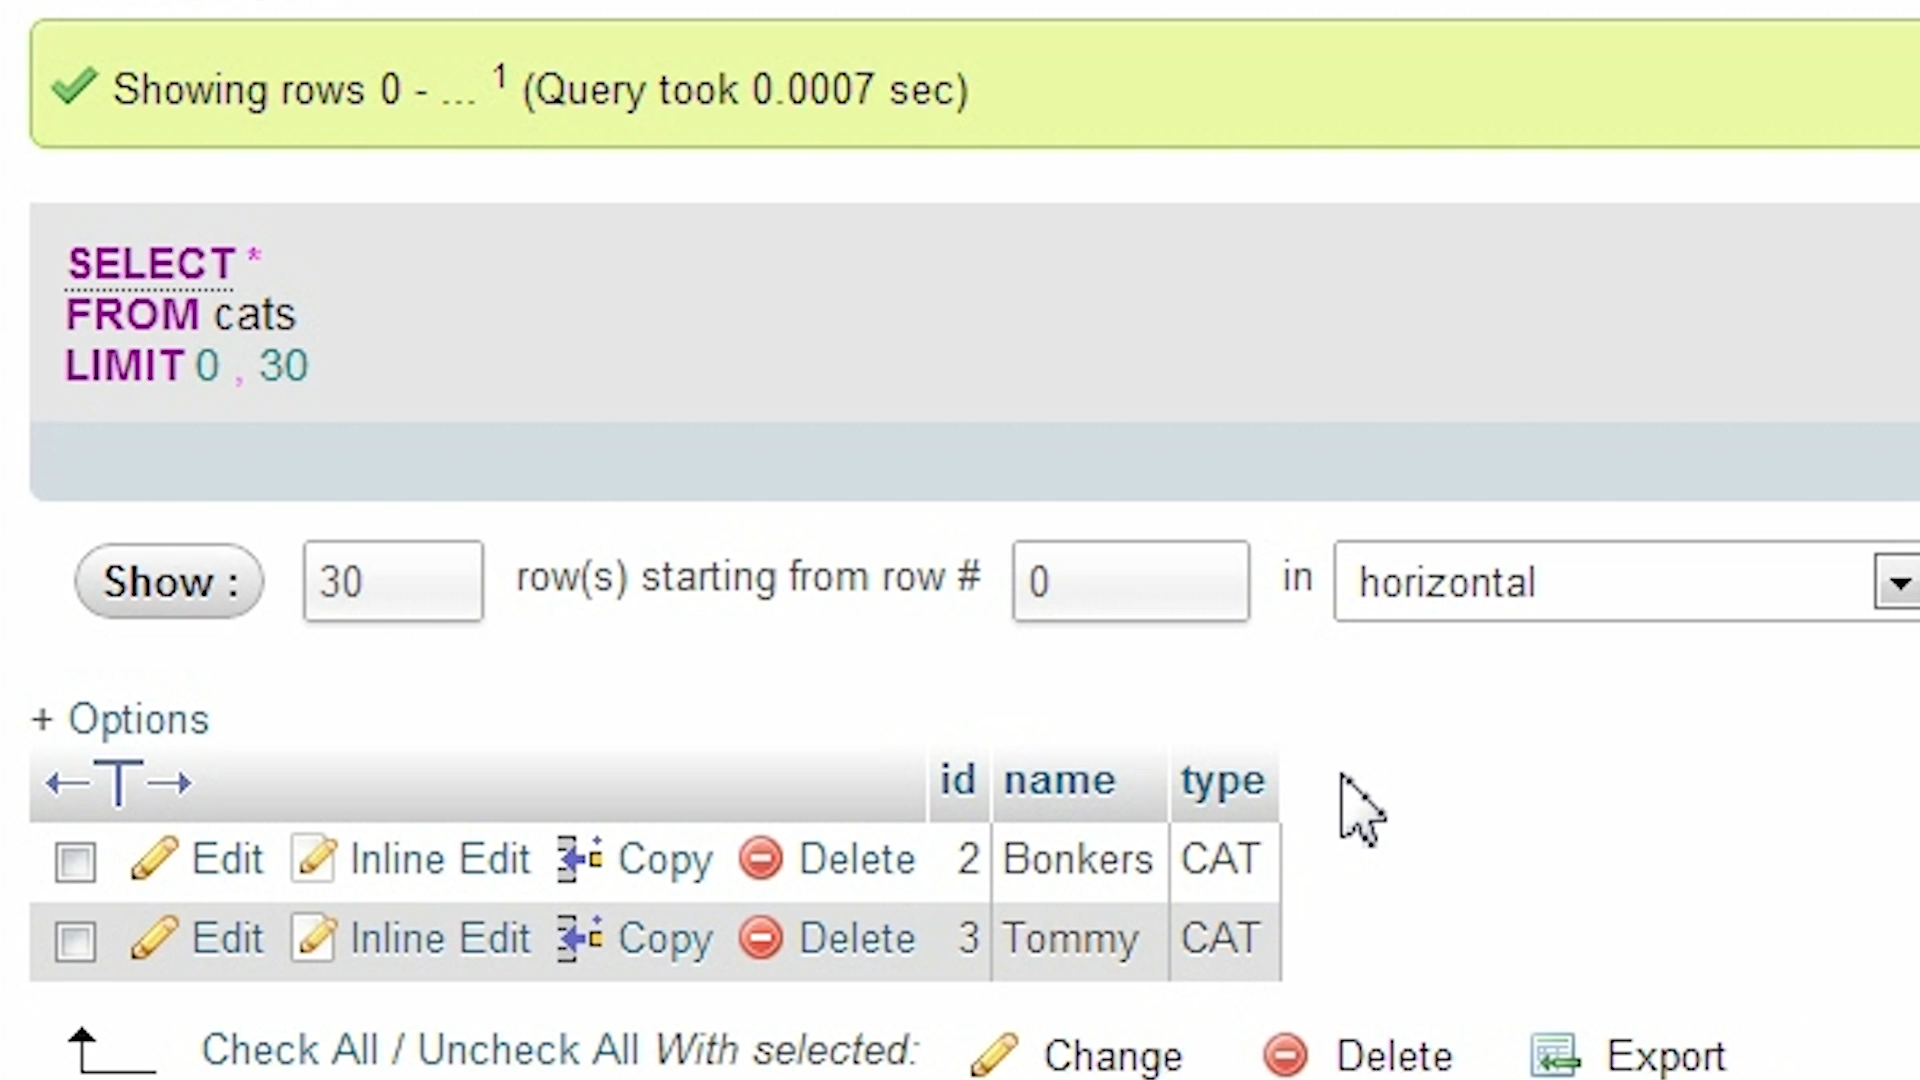 Showing rows 0 - ... 1 (Query took 0.0007 sec)
SELECT *
FROM cats
LIMIT 0 , 30
Show : 30 row(s) starting from row # 0 in horizontal
+ Options
←T→ id name type
Edit Inline Edit Copy Delete 2 Bonkers CAT
Edit Inline Edit Copy Delete 3 Tommy CAT
Check All / Uncheck All With selected: Change Delete Export